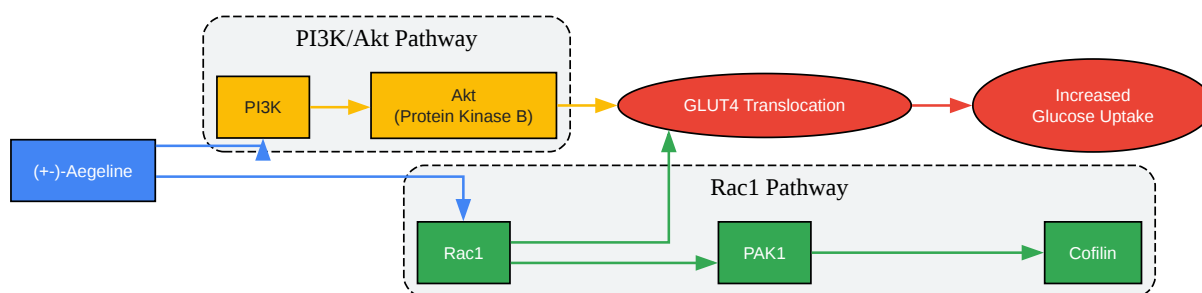 PI3K/Akt Pathway
PI3K
Akt
(Protein Kinase B)
GLUT4 Translocation
Increased
Glucose Uptake
(+-)-Aegeline
Rac1 Pathway
Rac1
PAK1
Cofilin